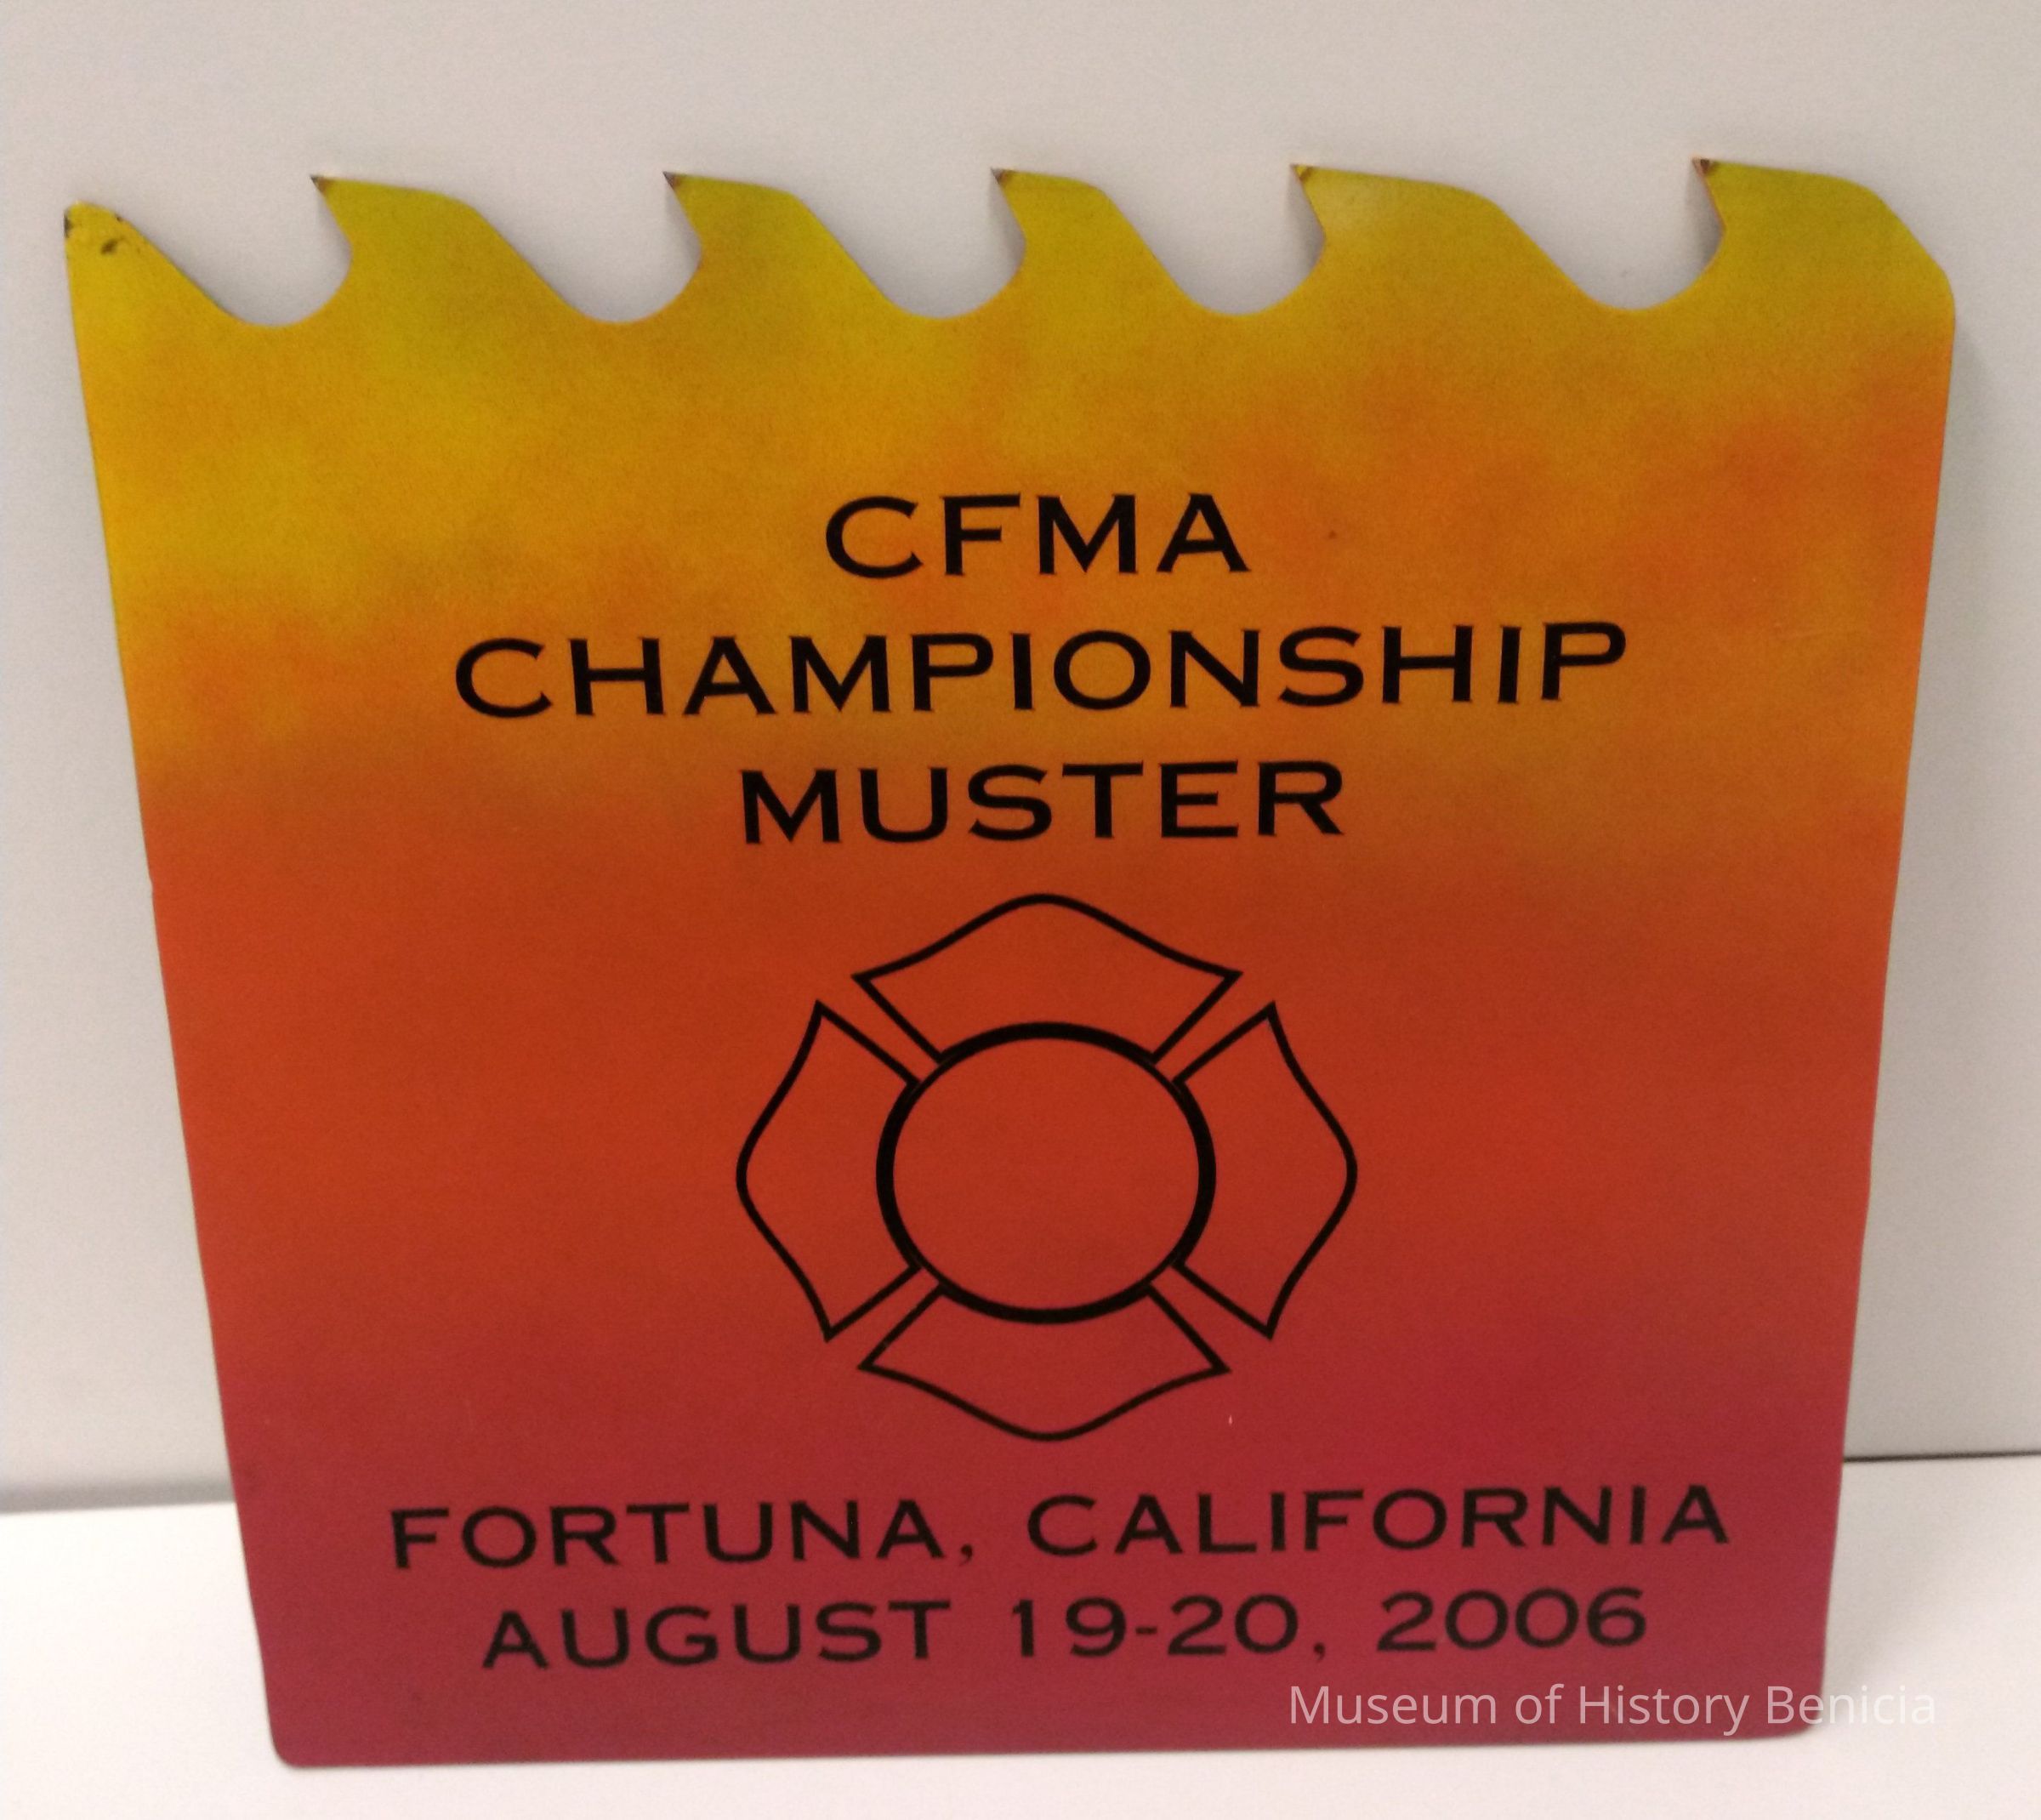 CFMA
CHAMPIONSHIP
MUSTER
FORTUNA, CALIFORNIA
AUGUST 19-20, 2006
Museum of History Benicia